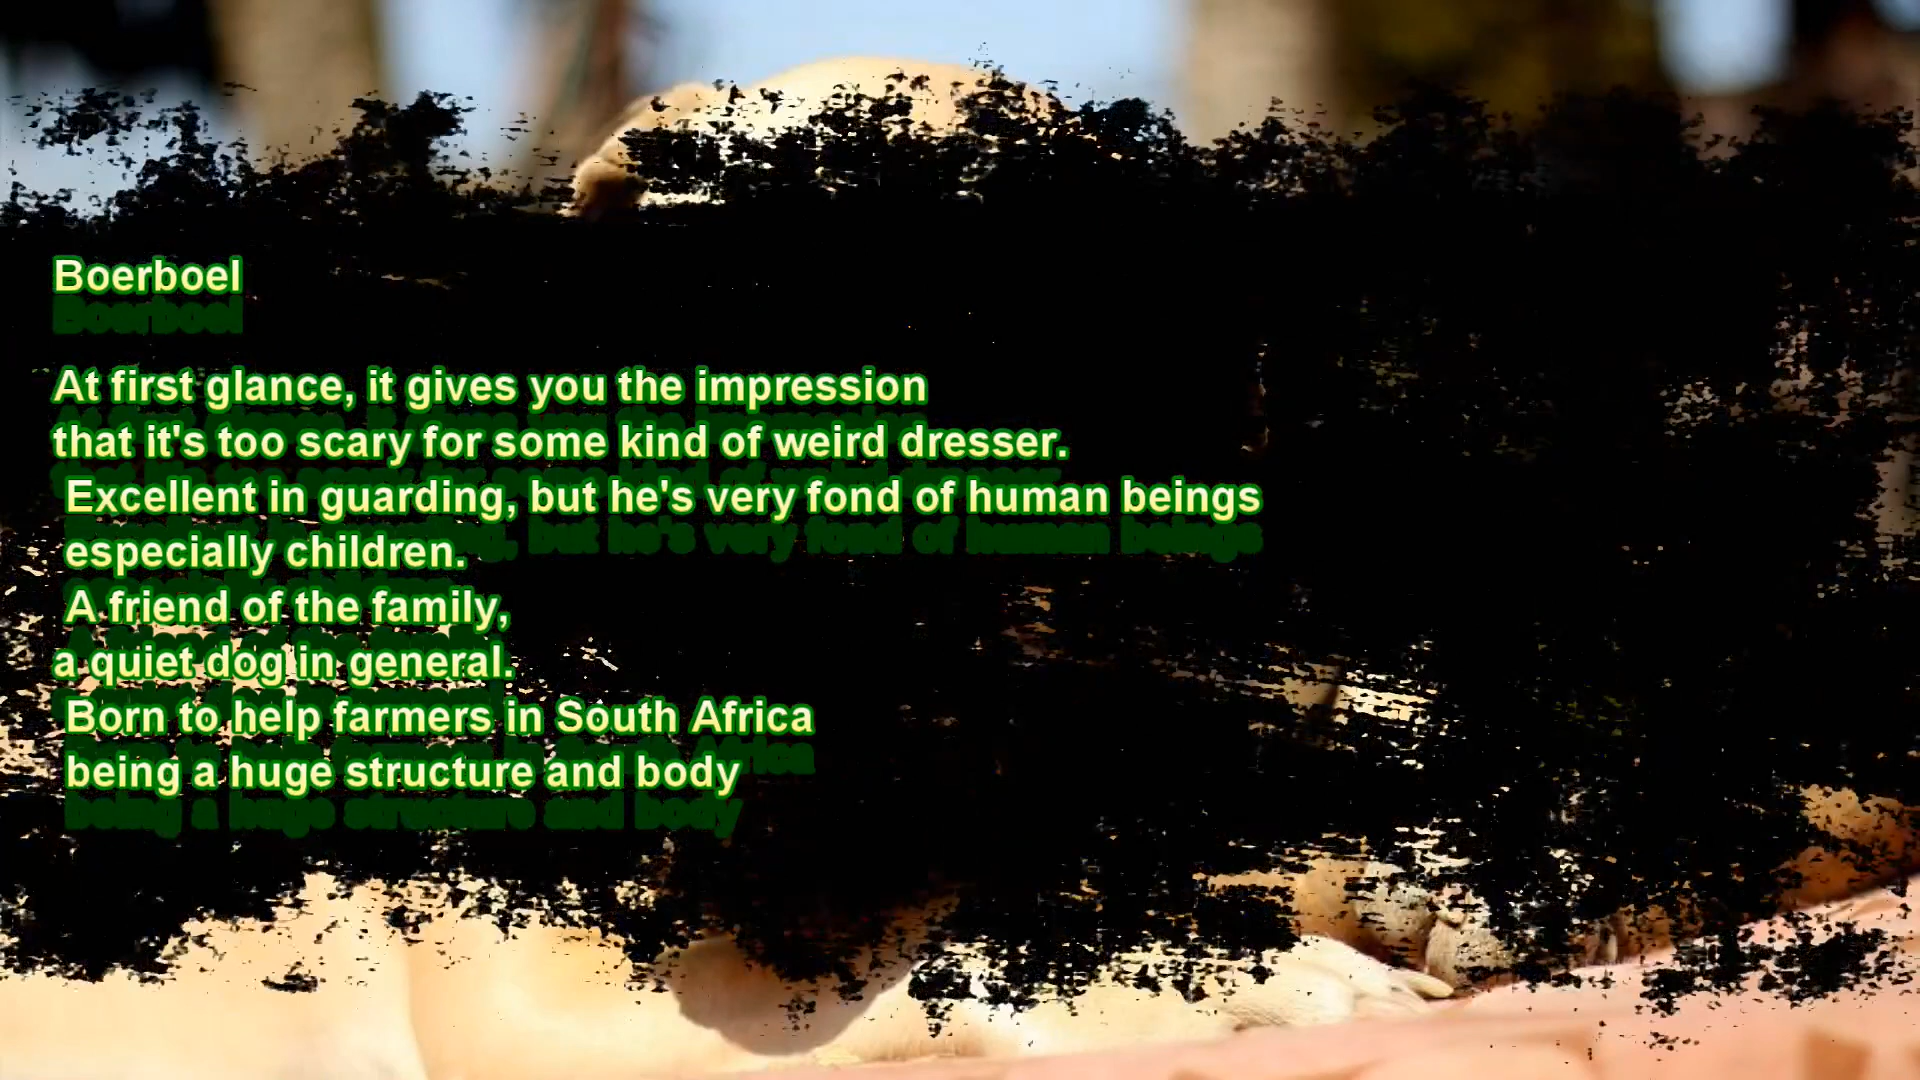 Boerboel
At first glance, it gives you the impression
that it's too scary for some kind of weird dresser.
Excellent in guarding, but he's very fond of human beings
especially children.
A friend of the family,
a quiet dog in general.
Born to help farmers in South Africa
being a huge structure and body